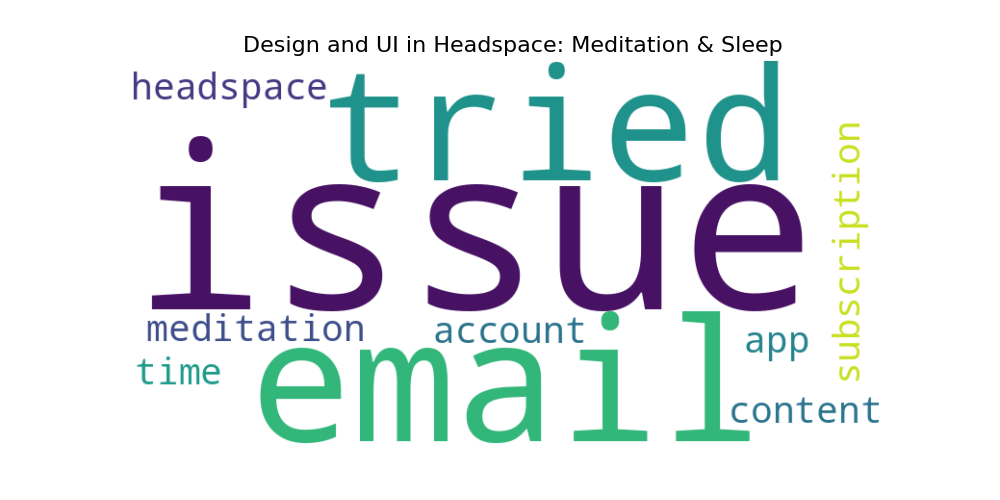 Design and UI in Headspace: Meditation & Sleep
headspace
tried
issue
subscription
meditation
account
app
time
email
content